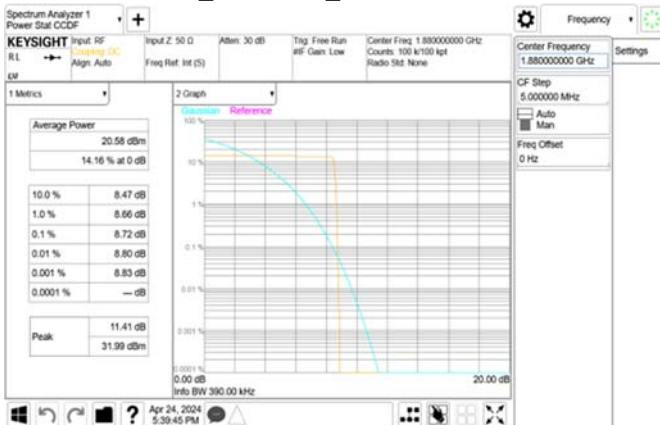 Spectrum Analyzer 1
Power Stat CCDF
Frequency
KEYSIGHT
Input: RF
Coupling: DC
Align: Auto
Input Z: 50 Ω
Freq Ref: Int (S)
Atten: 30 dB
Trig: Free Run
#IF Gain: Low
Center Freq: 1.880000000 GHz
Counts: 100 k/100 kpt
Radio Std: None
RL
Center Frequency
1.880000000 GHz
Settings
CF Step
5.000000 MHz
Auto
Man
Freq Offset
0 Hz
1 Metrics
Average Power
20.58 dBm
14.16 % at 0 dB
10.0 % 8.47 dB
1.0 % 8.66 dB
0.1 % 8.72 dB
0.01 % 8.80 dB
0.001 % 8.83 dB
0.0001 % — dB
Peak
11.41 dB
31.99 dBm
2 Graph
Gaussian Reference
100 %
10 %
1 %
0.1 %
0.01 %
0.001 %
0.0001 %
0.00 dB
20.00 dB
Info BW 390.00 kHz
?
Apr 24, 2024
5:39:45 PM